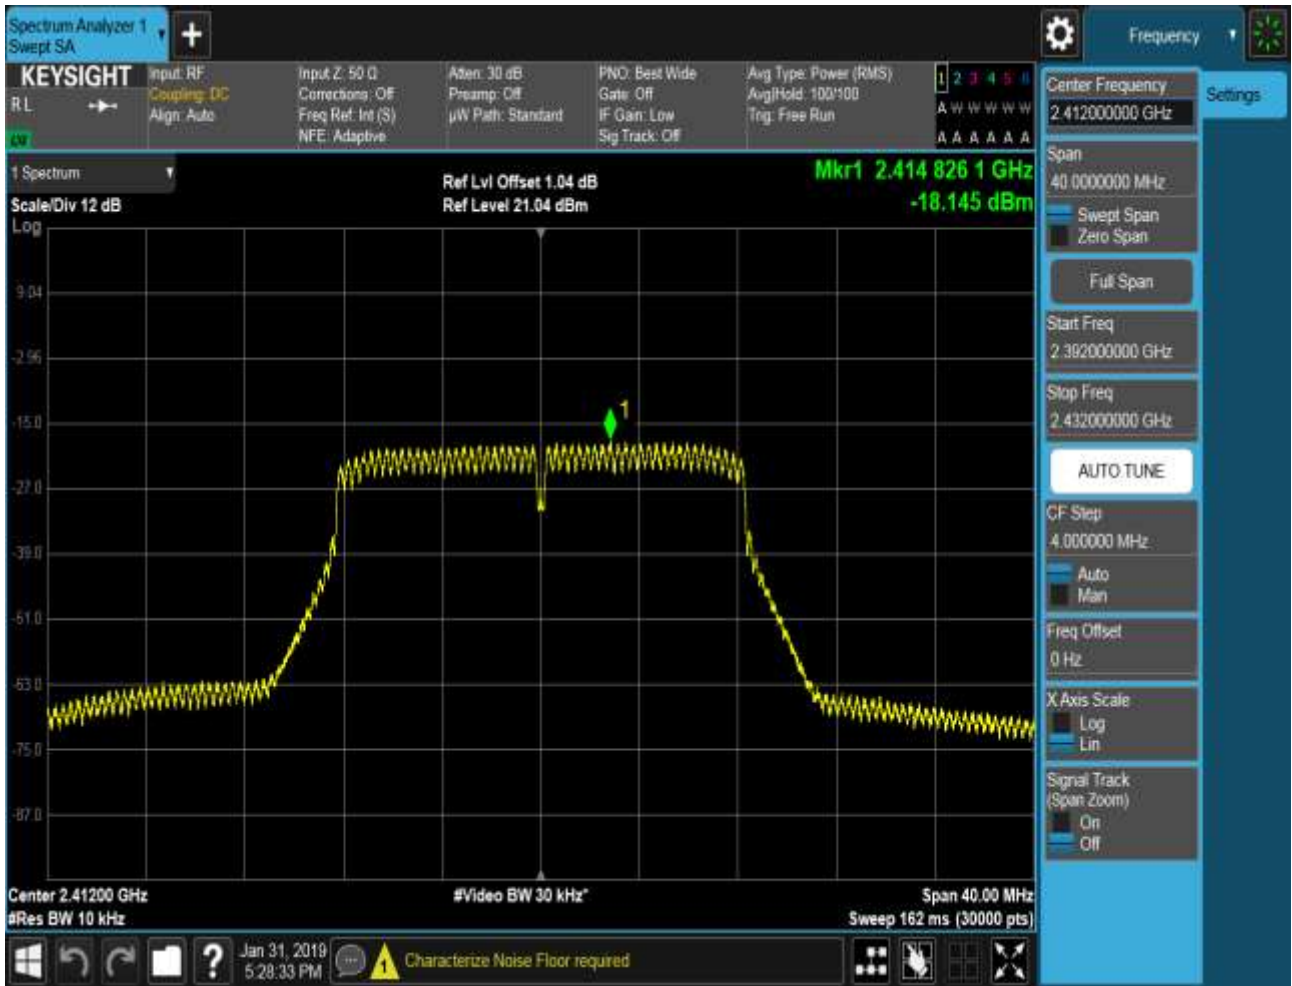 Spectrum Analyzer 1
Swept SA
+
Frequency
KEYSIGHT
Input: RF
Input Z: 50 Ω
Atten: 30 dB
PNO: Best Wide
Avg Type: Power (RMS)
1 2 3 4 5 6
RL
Coupling: DC
Corrections: Off
Preamp: Off
Gate: Off
Avg|Hold: 100/100
A W W W W W
Align: Auto
Freq Ref: Int (S)
µW Path: Standard
IF Gain: Low
Trig: Free Run
NFE: Adaptive
Sig Track: Off
A A A A A A
1 Spectrum
Ref Lvl Offset 1.04 dB
Mkr1 2.414 826 1 GHz
Scale/Div 12 dB
Ref Level 21.04 dBm
-18.145 dBm
Log
9.04
-2.96
-15.0
-27.0
-39.0
-51.0
-63.0
-75.0
-87.0
1
Center 2.41200 GHz
#Video BW 30 kHz*
Span 40.00 MHz
#Res BW 10 kHz
Sweep 162 ms (30000 pts)
Center Frequency
2.412000000 GHz
Settings
Span
40.0000000 MHz
Swept Span
Zero Span
Full Span
Start Freq
2.392000000 GHz
Stop Freq
2.432000000 GHz
AUTO TUNE
CF Step
4.000000 MHz
Auto
Man
Freq Offset
0 Hz
X Axis Scale
Log
Lin
Signal Track
(Span Zoom)
On
Off
?
Jan 31, 2019
5:28:33 PM
1
Characterize Noise Floor required